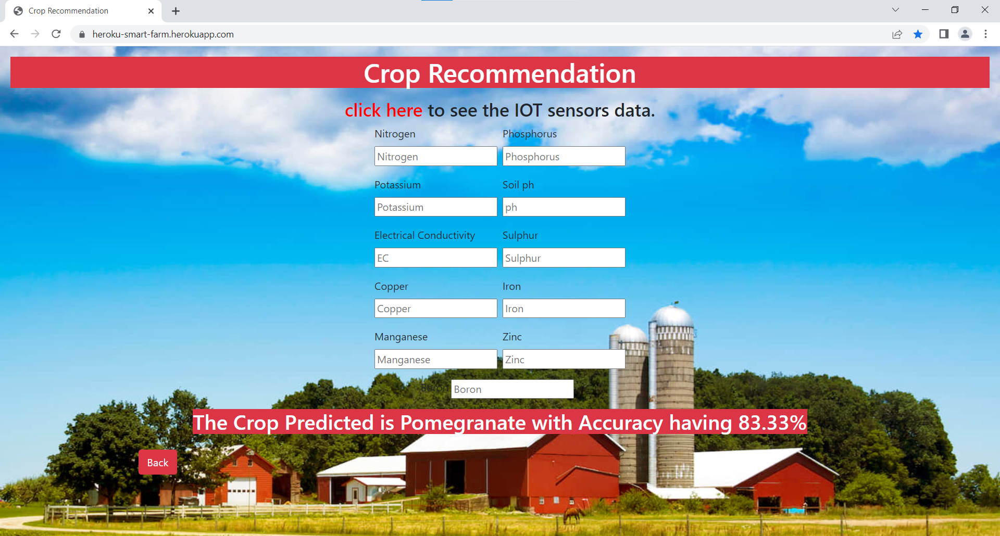 Crop Recommendation
heroku-smart-farm.herokuapp.com
Crop Recommendation
click here to see the IOT sensors data.
Nitrogen Phosphorus
Nitrogen Phosphorus
Potassium Soil ph
Potassium ph
Electrical Conductivity Sulphur
EC Sulphur
Copper Iron
Copper Iron
Manganese Zinc
Manganese Zinc
Boron Boron
The Crop Predicted is Pomegranate with Accuracy having 83.33%
Back